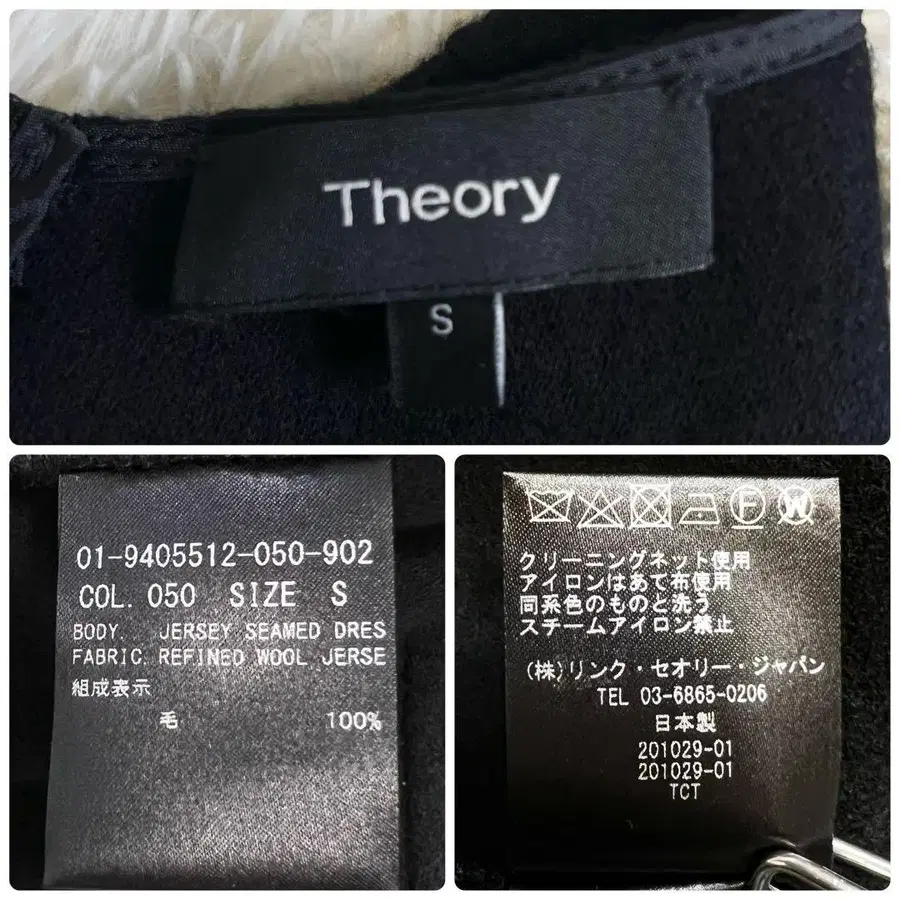 Theory
S
01-9405512-050-902
COL. 050 SIZE S
BODY. JERSEY SEAMED DRES
FABRIC. REFINED WOOL JERSE
組成表示
毛 100%
F W
クリーニングネット使用
アイロンはあて布使用
同系色のものと洗う
スチームアイロン禁止
(株)リンク・セオリー・ジャパン
TEL 03-6865-0206
日本製
201029-01
201029-01
TCT